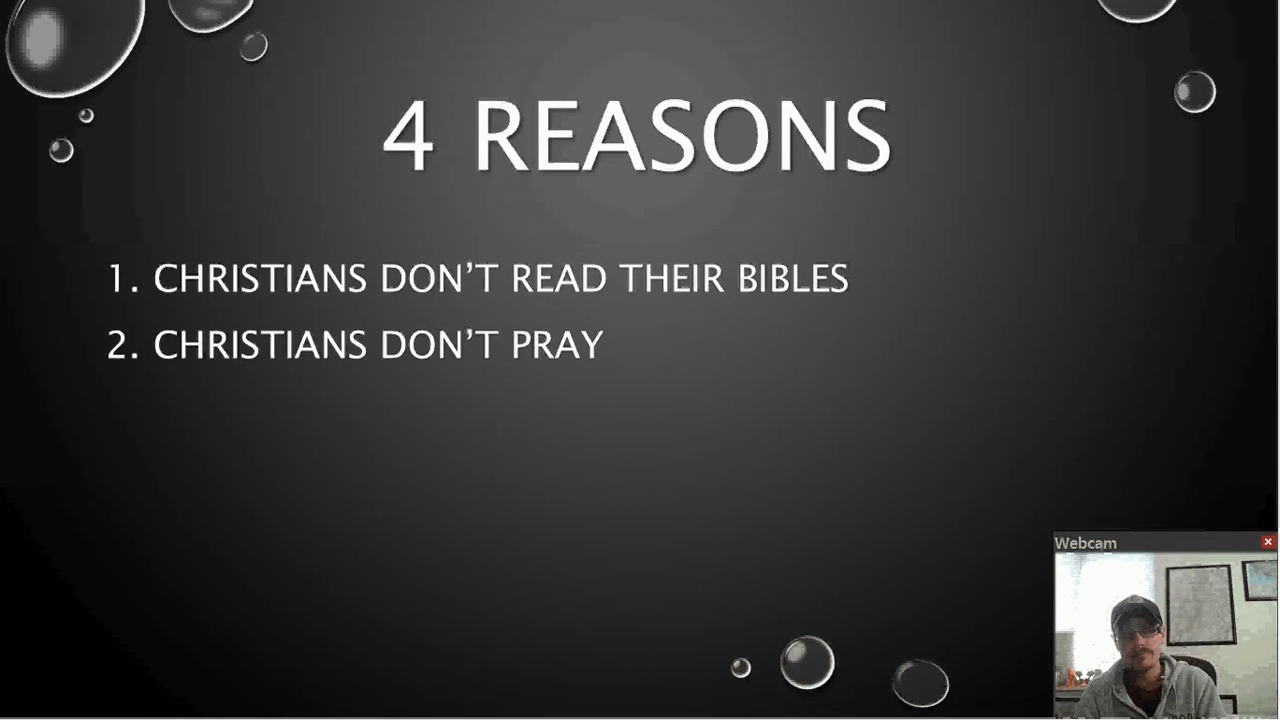 4 REASONS
1. CHRISTIANS DON'T READ THEIR BIBLES
2. CHRISTIANS DON'T PRAY
Webcam